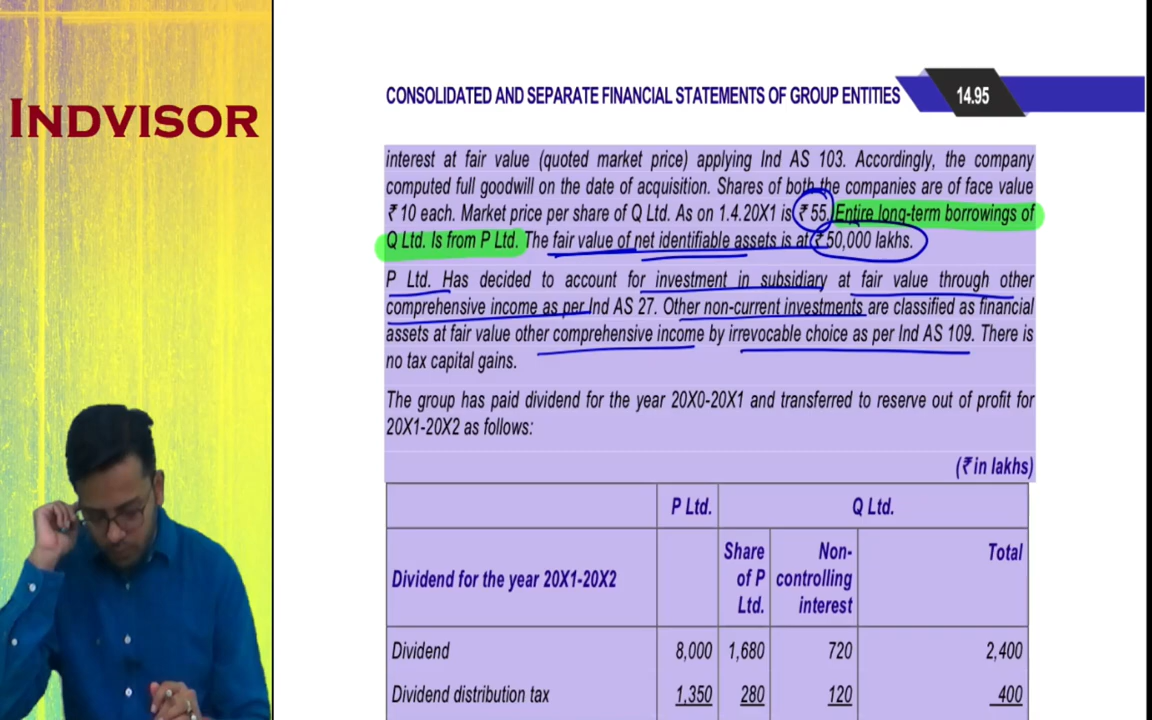 INDVISOR
CONSOLIDATED AND SEPARATE FINANCIAL STATEMENTS OF GROUP ENTITIES 14.95
interest at fair value (quoted market price) applying Ind AS 103. Accordingly, the company
computed full goodwill on the date of acquisition. Shares of both the companies are of face value
₹ 10 each. Market price per share of Q Ltd. As on 1.4.20X1 is ₹ 55. Entire long-term borrowings of
Q Ltd. Is from P Ltd. The fair value of net identifiable assets is at ₹ 50,000 lakhs.
P Ltd. Has decided to account for investment in subsidiary at fair value through other
comprehensive income as per Ind AS 27. Other non-current investments are classified as financial
assets at fair value other comprehensive income by irrevocable choice as per Ind AS 109. There is
no tax capital gains.
The group has paid dividend for the year 20X0-20X1 and transferred to reserve out of profit for
20X1-20X2 as follows:
(₹ in lakhs)
P Ltd. Q Ltd.
Dividend for the year 20X1-20X2
Share of P Ltd.
Non-controlling interest
Total
Dividend 8,000 1,680 720 2,400
Dividend distribution tax 1,350 280 120 400